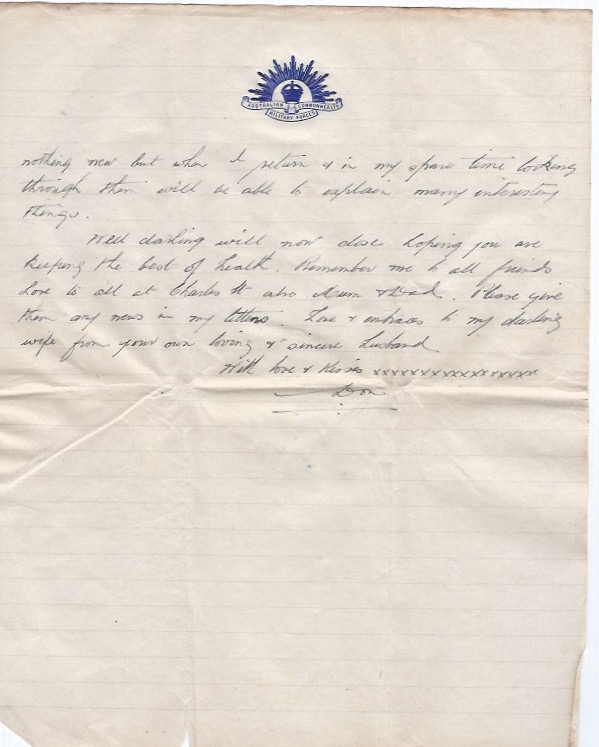 AUSTRALIAN COMMONWEALTH
MILITARY FORCES
nothing new but when I return & in my spare time looking
through them will be able to explain many interesting
things.
Well darling will now close hoping you are
keeping the best of health. Remember me to all friends
Love to all at Charles St also Mum & Dad. Please give
them any news in my letters. Love & embraces to my darling
wife from your own loving & sincere husband
With love & kisses xxxxxxxxxxxxxxxxxx
Don